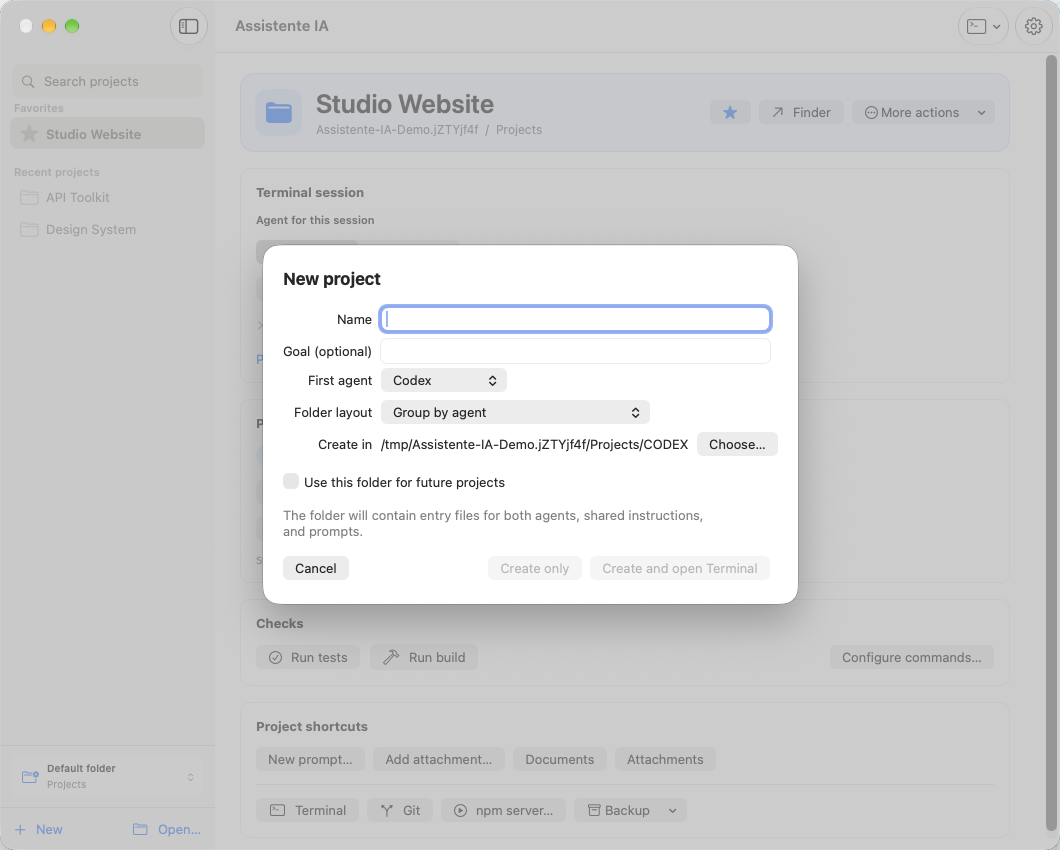 Assistente IA
Search projects
Favorites
Studio Website
Recent projects
API Toolkit
Design System
Default folder
Projects
New
Open...
Studio Website
Assistente-IA-Demo.jZTYjf4f / Projects
Finder
More actions
Terminal session
Agent for this session
New project
Name
Goal (optional)
First agent
Codex
Folder layout
Group by agent
Create in
/tmp/Assistente-IA-Demo.jZTYjf4f/Projects/CODEX
Choose...
Use this folder for future projects
The folder will contain entry files for both agents, shared instructions,
and prompts.
Cancel
Create only
Create and open Terminal
Checks
Run tests
Run build
Configure commands...
Project shortcuts
New prompt...
Add attachment...
Documents
Attachments
Terminal
Git
npm server...
Backup